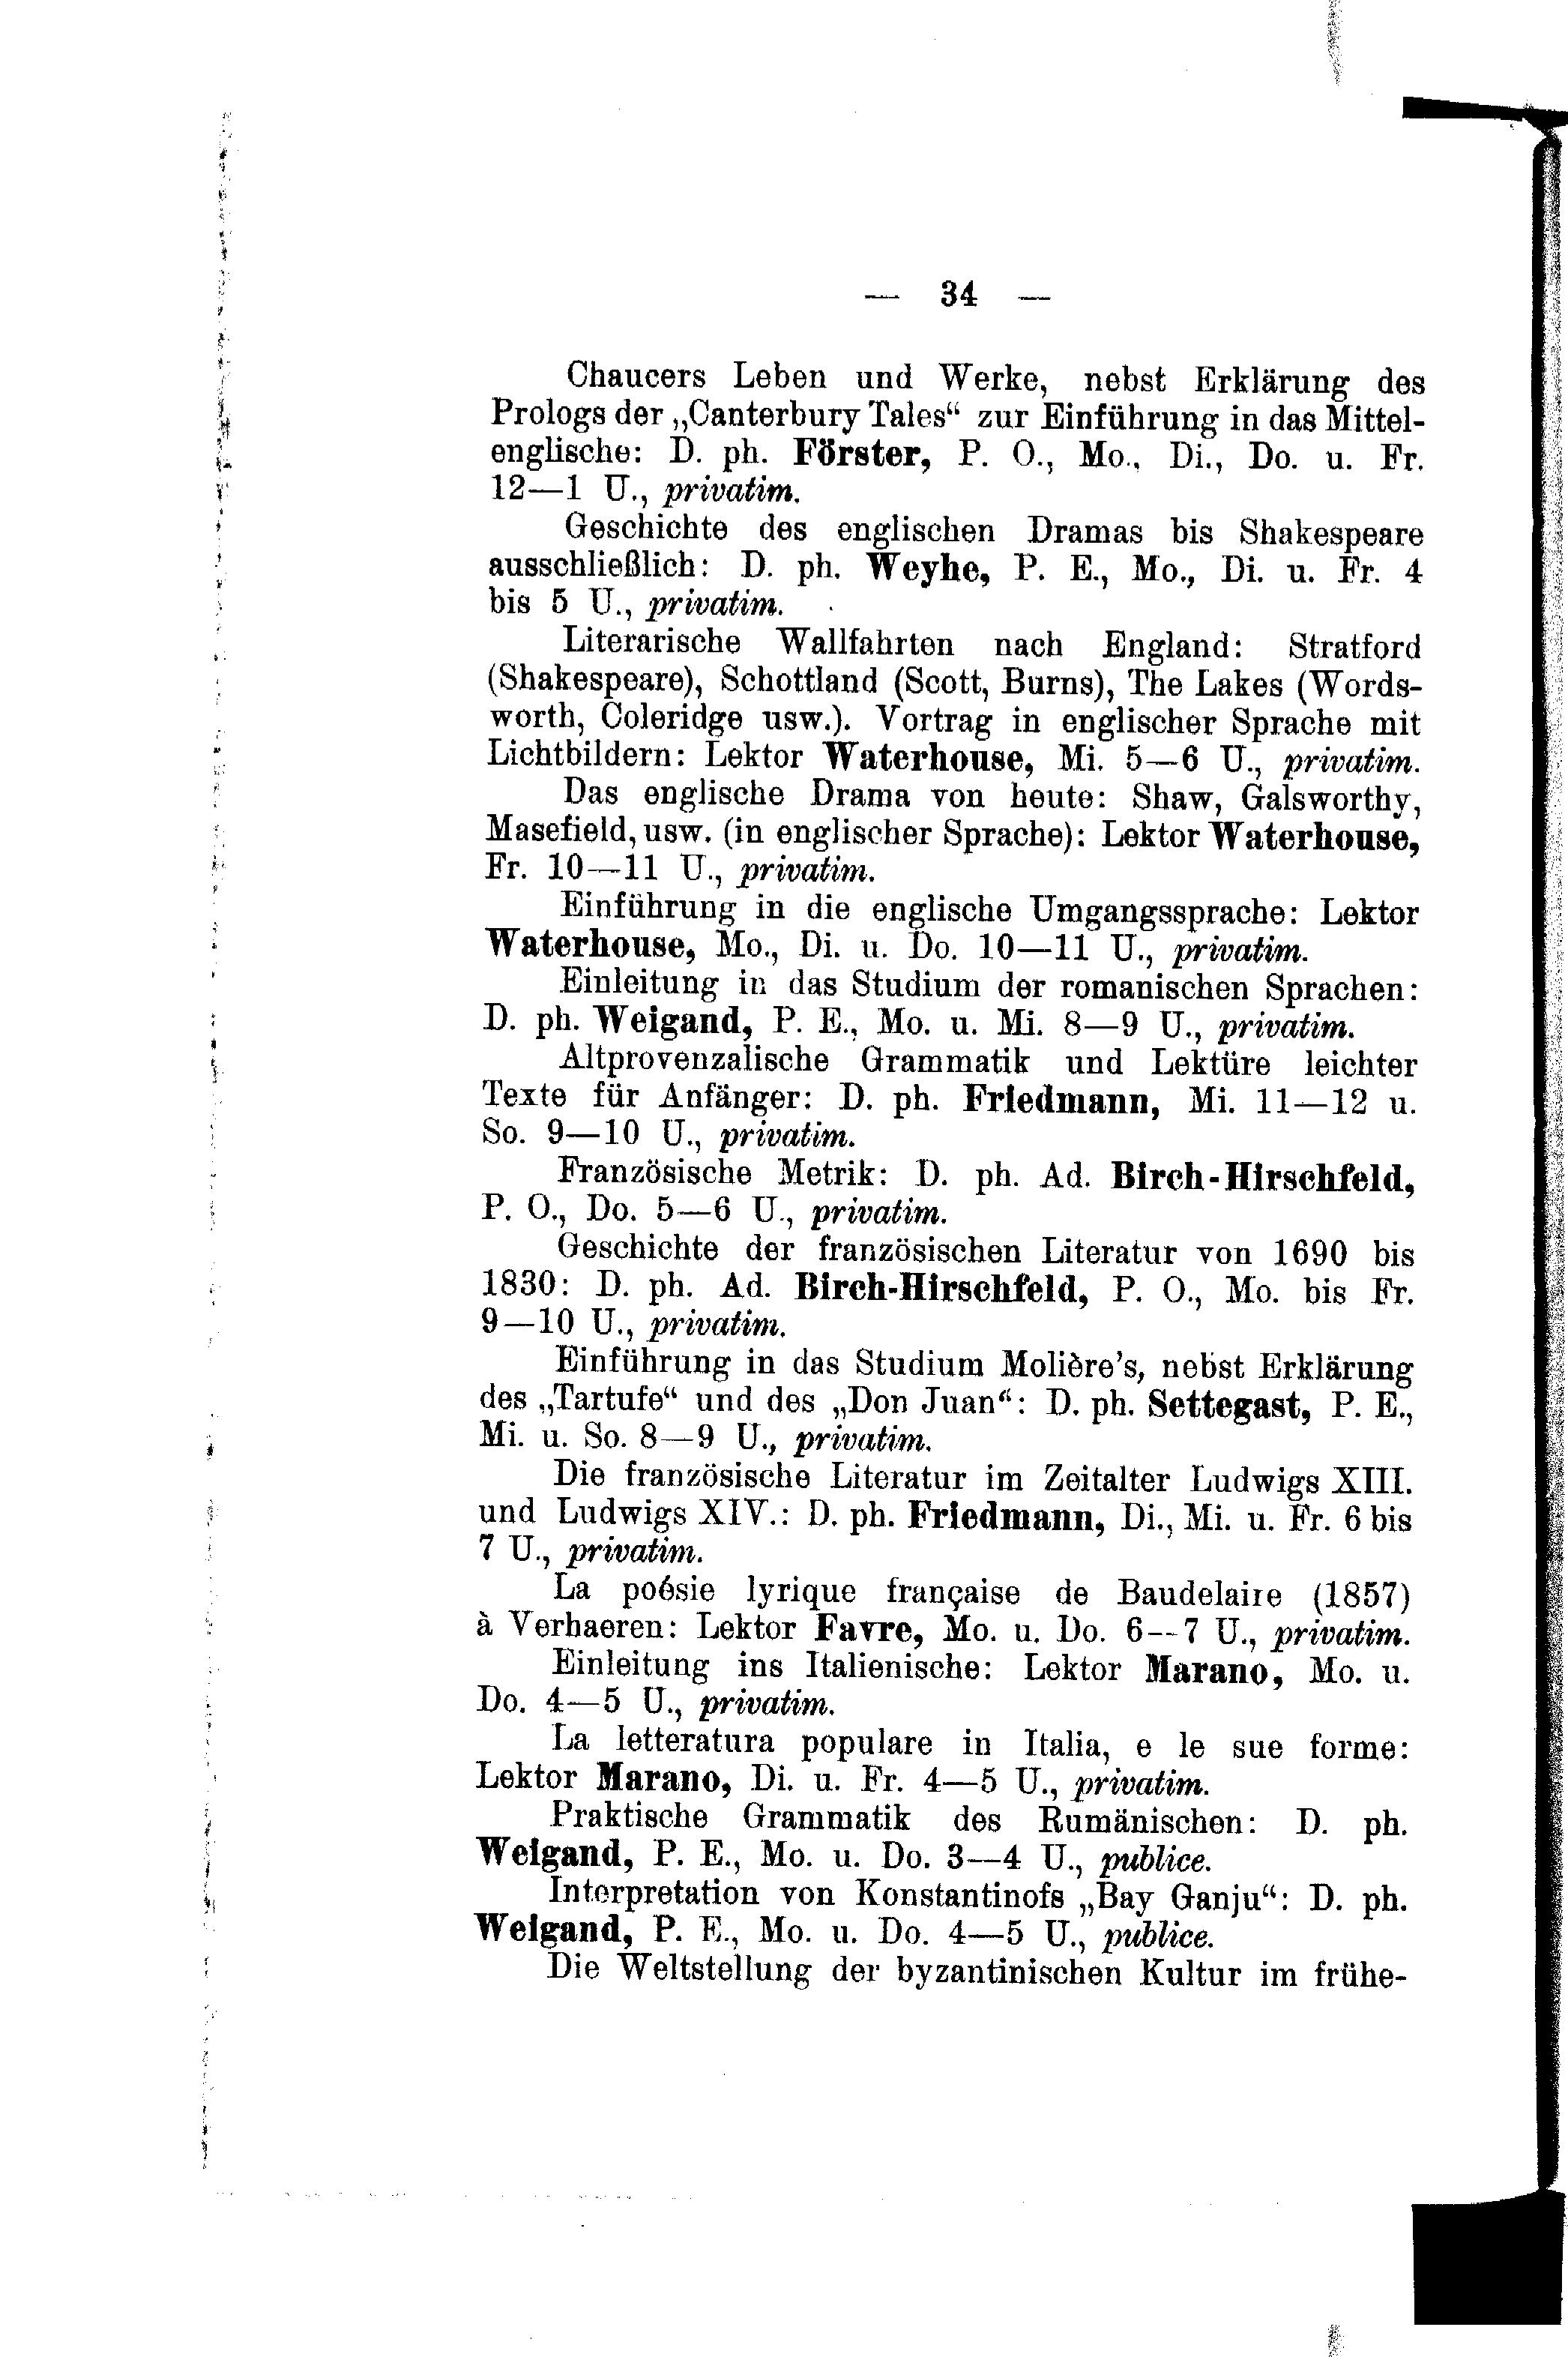 — 34 —
Chaucers Leben und Werke, nebst Erklärung des
Prologs der „Canterbury Tales“ zur Einführung in das Mittel-
englische: D. ph. Förster, P. O., Mo., Di., Do. u. Fr.
12—1 U., privatim.
Geschichte des englischen Dramas bis Shakespeare
ausschließlich: D. ph. Weyhe, P. E., Mo., Di. u. Fr. 4
bis 5 U., privatim.
Literarische Wallfahrten nach England: Stratford
(Shakespeare), Schottland (Scott, Burns), The Lakes (Words-
worth, Coleridge usw.). Vortrag in englischer Sprache mit
Lichtbildern: Lektor Waterhouse, Mi. 5—6 U., privatim.
Das englische Drama von heute: Shaw, Galsworthy,
Masefield, usw. (in englischer Sprache): Lektor Waterhouse,
Fr. 10—11 U., privatim.
Einführung in die englische Umgangssprache: Lektor
Waterhouse, Mo., Di. u. Do. 10—11 U., privatim.
Einleitung in das Studium der romanischen Sprachen:
D. ph. Weigand, P. E., Mo. u. Mi. 8—9 U., privatim.
Altprovenzalische Grammatik und Lektüre leichter
Texte für Anfänger: D. ph. Friedmann, Mi. 11—12 u.
So. 9—10 U., privatim.
Französische Metrik: D. ph. Ad. Birch-Hirschfeld,
P. O., Do. 5—6 U., privatim.
Geschichte der französischen Literatur von 1690 bis
1830: D. ph. Ad. Birch-Hirschfeld, P. O., Mo. bis Fr.
9—10 U., privatim.
Einführung in das Studium Molière's, nebst Erklärung
des „Tartufe“ und des „Don Juan“: D. ph. Settegast, P. E.,
Mi. u. So. 8—9 U., privatim.
Die französische Literatur im Zeitalter Ludwigs XIII.
und Ludwigs XIV.: D. ph. Friedmann, Di., Mi. u. Fr. 6 bis
7 U., privatim.
La poésie lyrique française de Baudelaire (1857)
à Verhaeren: Lektor Favre, Mo. u. Do. 6—7 U., privatim.
Einleitung ins Italienische: Lektor Marano, Mo. u.
Do. 4—5 U., privatim.
La letteratura populare in Italia, e le sue forme:
Lektor Marano, Di. u. Fr. 4—5 U., privatim.
Praktische Grammatik des Rumänischen: D. ph.
Weigand, P. E., Mo. u. Do. 3—4 U., publice.
Interpretation von Konstantinofs „Bay Ganju“: D. ph.
Weigand, P. E., Mo. u. Do. 4—5 U., publice.
Die Weltstellung der byzantinischen Kultur im frühe-